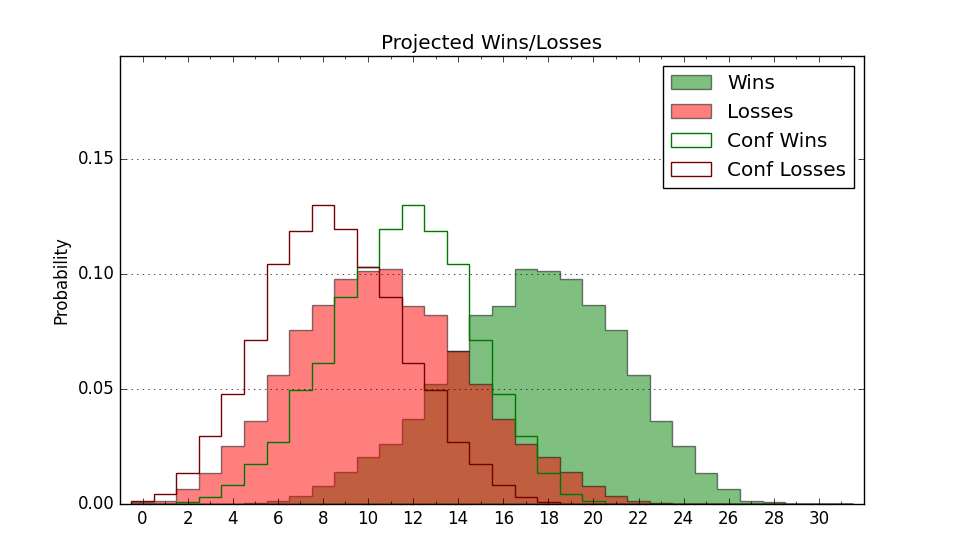 Projected Wins/Losses
Wins
Losses
Conf Wins
Conf Losses
Probability
0.15
0.10
0.05
0.00
0 2 4 6 8 10 12 14 16 18 20 22 24 26 28 30